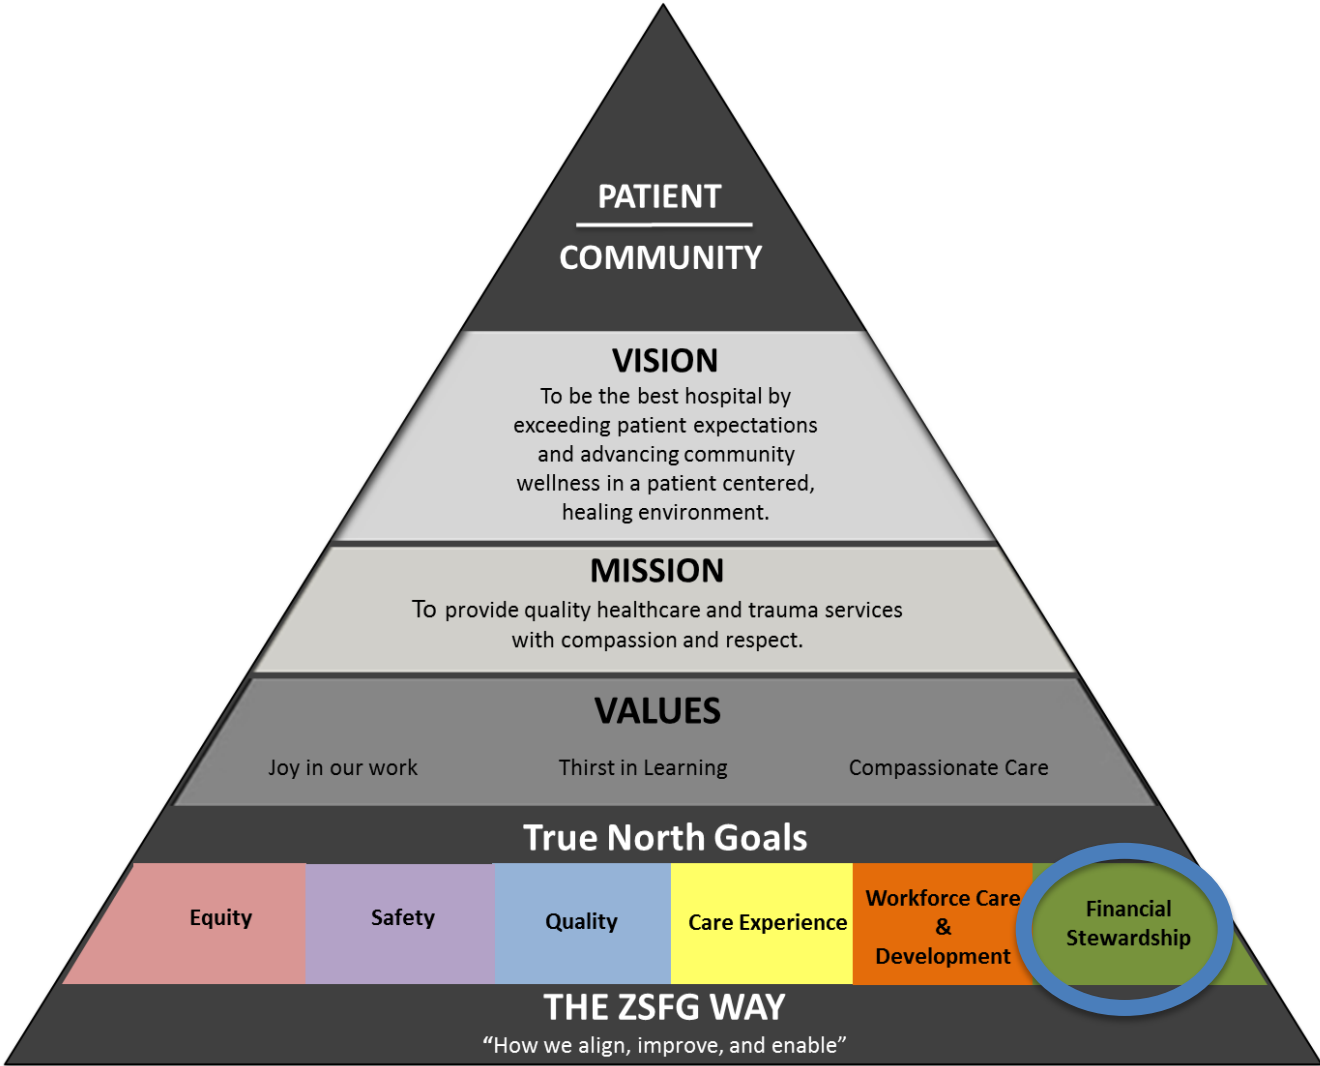 PATIENT
COMMUNITY
VISION
To be the best hospital by
exceeding patient expectations
and advancing community
wellness in a patient centered,
healing environment.
MISSION
To provide quality healthcare and trauma services
with compassion and respect.
VALUES
Joy in our work
Thirst in Learning
Compassionate Care
True North Goals
Equity
Safety
Quality
Care Experience
Workforce Care
&
Development
Financial
Stewardship
THE ZSFG WAY
“How we align, improve, and enable”